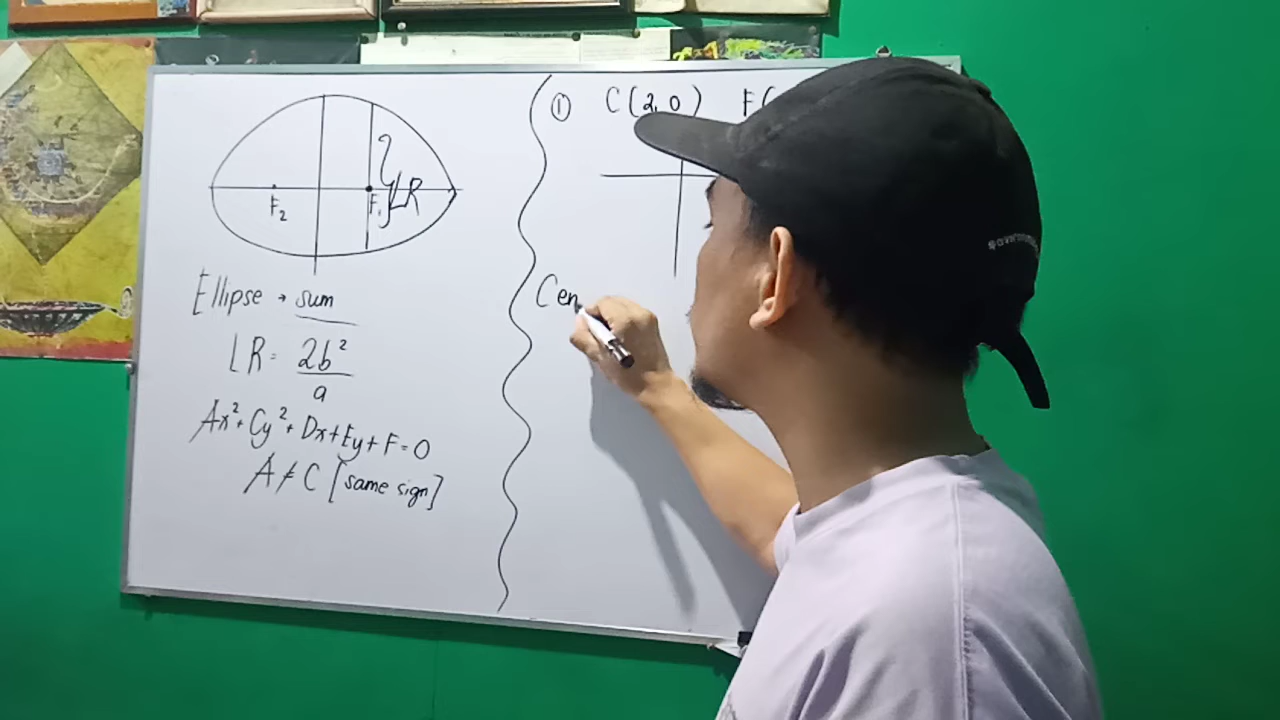 F₂ F₁ LR
Ellipse → sum
LR = 2b²
a
Ax² + Cy² + Dx + Ey + F = 0
A ≠ C [same sign]
① C(2,0) F(
Cen